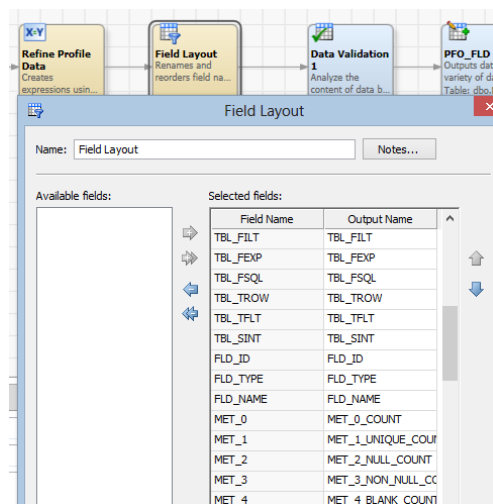 X-Y
Refine Profile
Data
Creates
expressions usin...
Field Layout
Renames and
reorders field na...
Data Validation
1
Analyze the
content of data b...
PFO_FLD
Outputs dat
variety of da
Table: dbo.
Field Layout
Name: Field Layout Notes...
Available fields: Selected fields:
Field Name Output Name
TBL_FILT TBL_FILT
TBL_FEXP TBL_FEXP
TBL_FSQL TBL_FSQL
TBL_TROW TBL_TROW
TBL_TFLT TBL_TFLT
TBL_SINT TBL_SINT
FLD_ID FLD_ID
FLD_TYPE FLD_TYPE
FLD_NAME FLD_NAME
MET_0 MET_0_COUNT
MET_1 MET_1_UNIQUE_COUN
MET_2 MET_2_NULL_COUNT
MET_3 MET_3_NON_NULL_CO
MET_4 MET_4_BLANK_COUNT